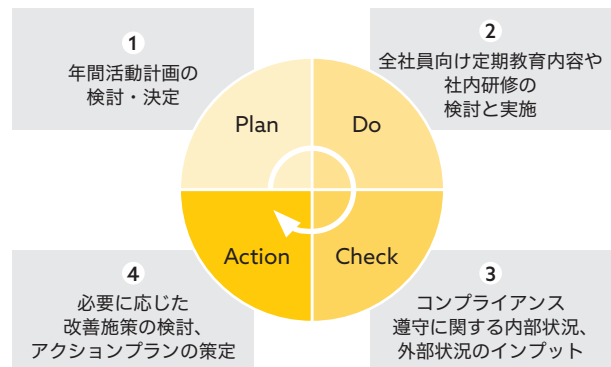 1
年間活動計画の
検討・決定
2
全社員向け定期教育内容や
社内研修の
検討と実施
Plan
Do
Action
Check
4
必要に応じた
改善施策の検討、
アクションプランの策定
3
コンプライアンス
遵守に関する内部状況、
外部状況のインプット